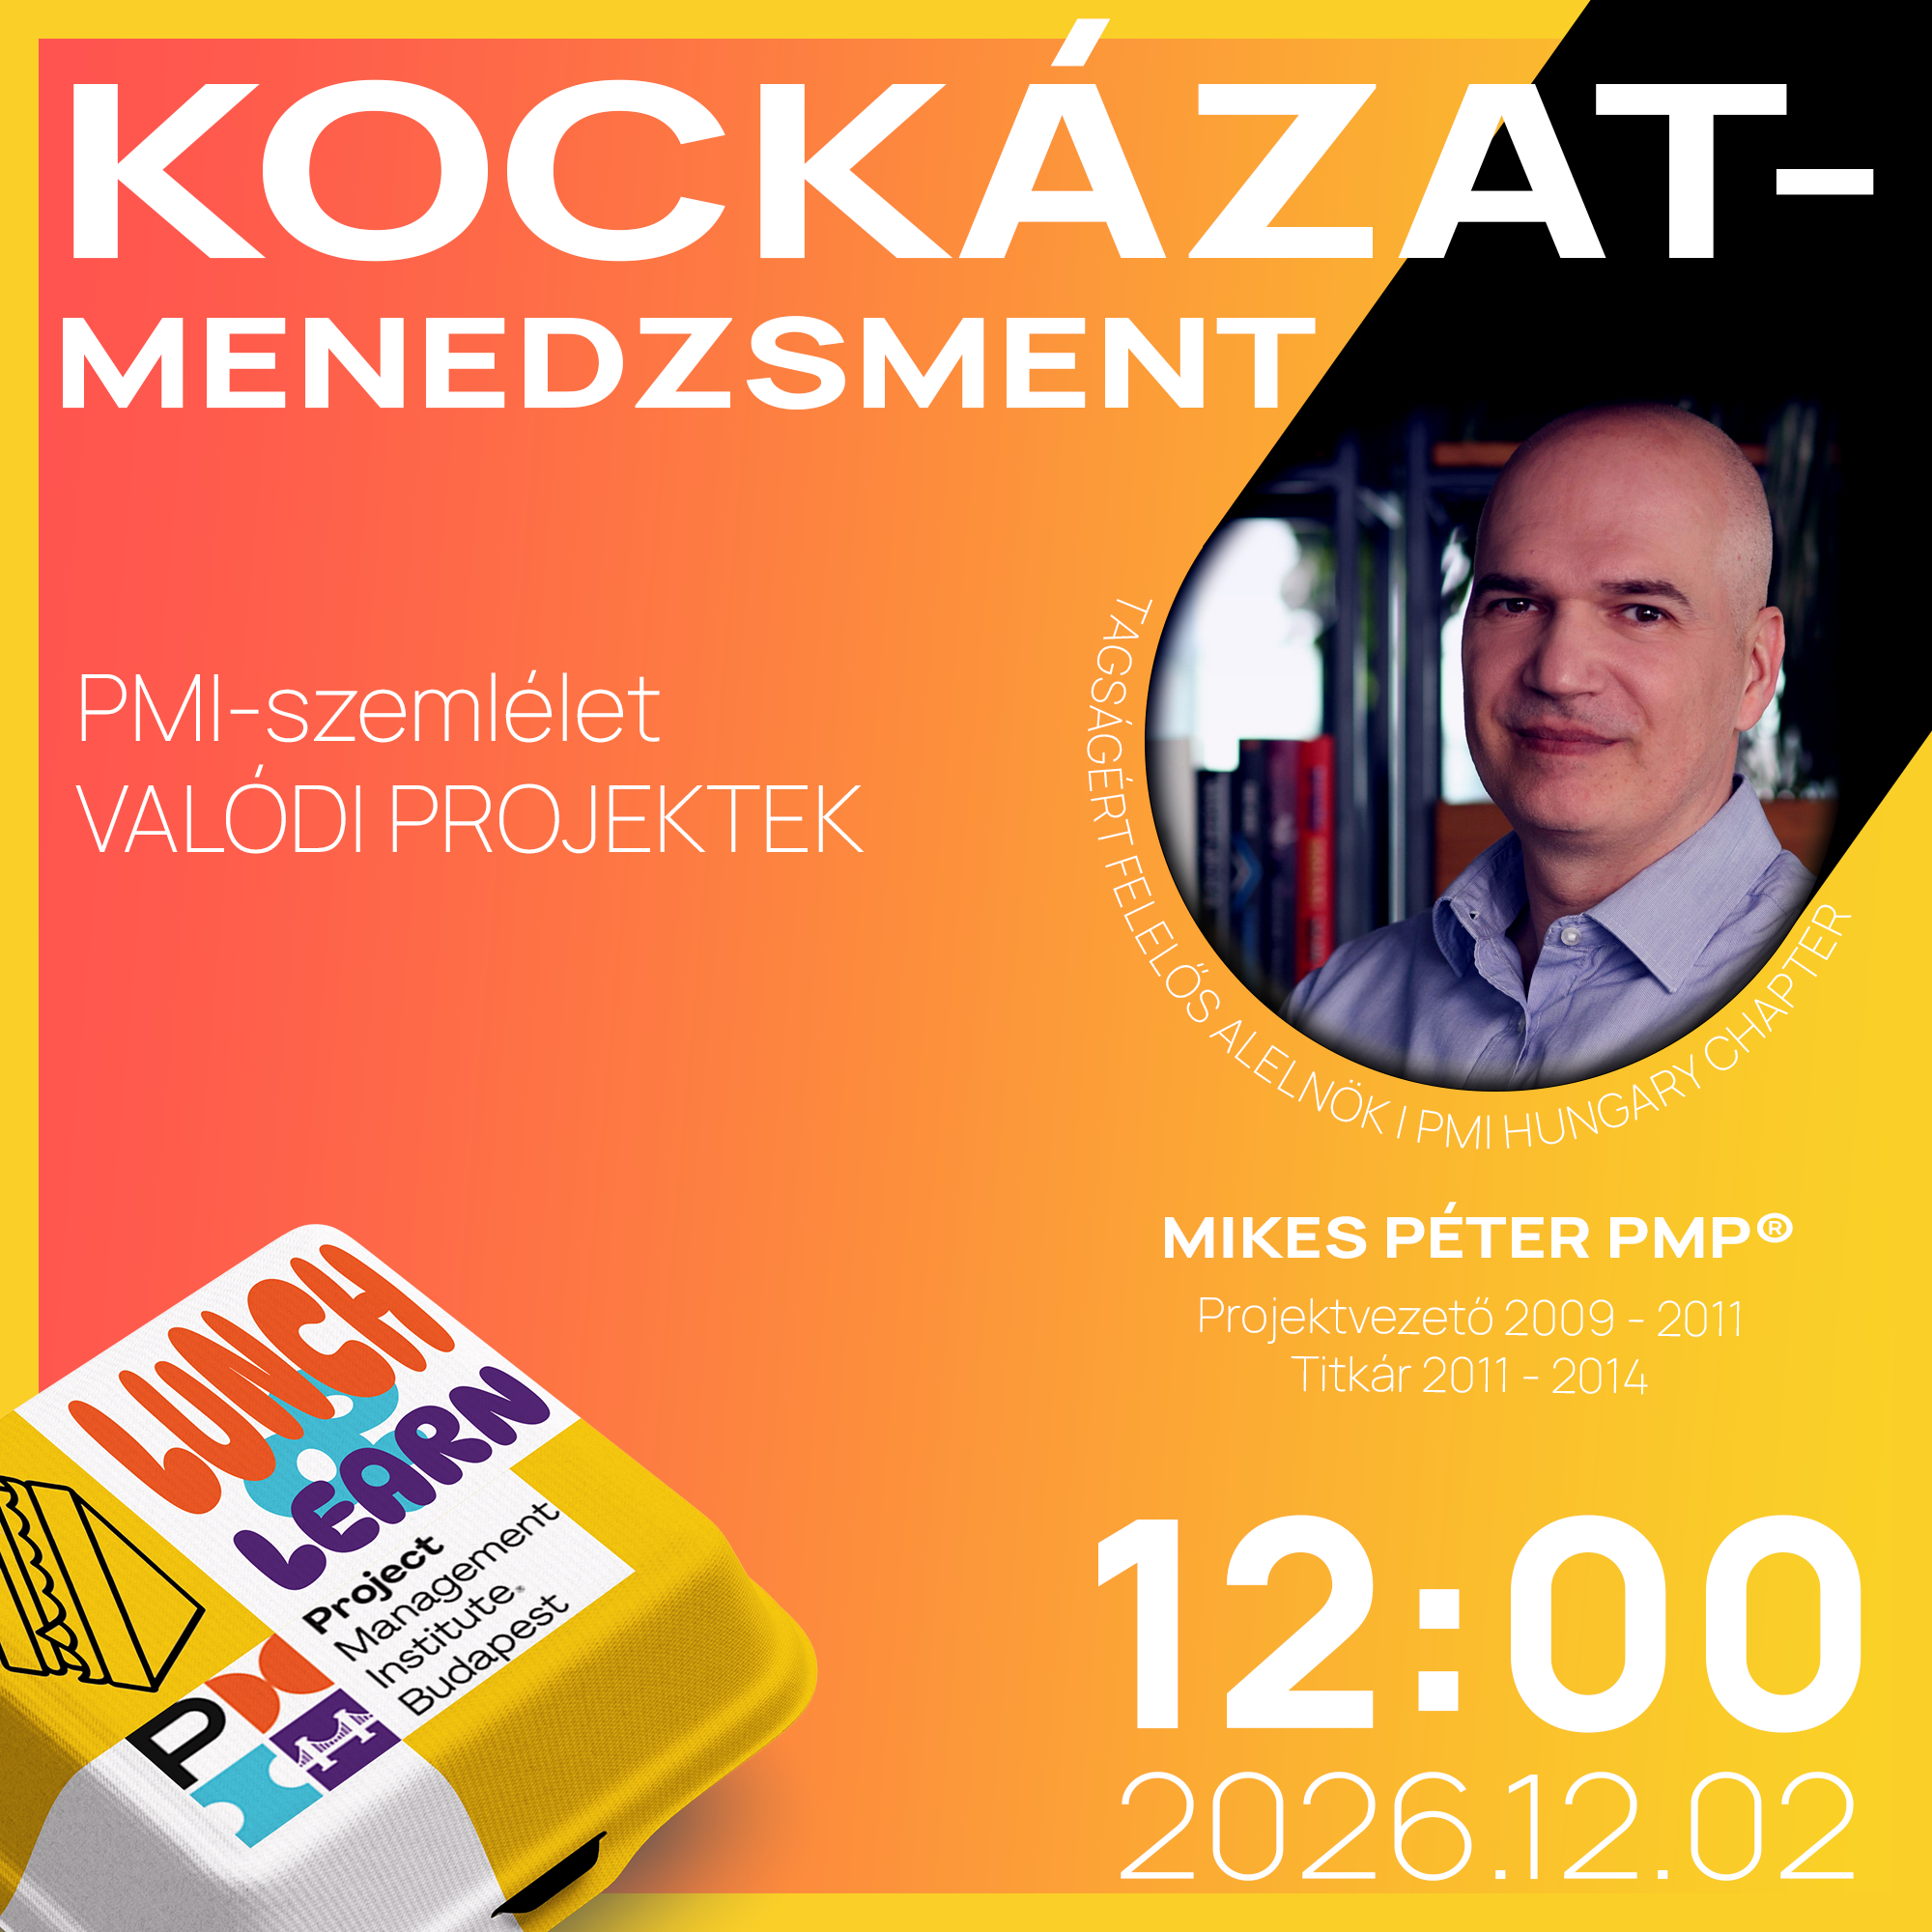 KOCKÁZAT-
MENEDZSMENT
PMI-szemlélet
VALÓDI PROJEKTEK
TAGSÁGÉRT FELELŐS ALELNÖK | PMI HUNGARY CHAPTER
MIKES PÉTER PMP®
Projektvezető 2009 - 2011
Titkár 2011 - 2014
LUNCH
&
LEARN
Project
Management
Institute®
Budapest
P
12:00
2026.12.02